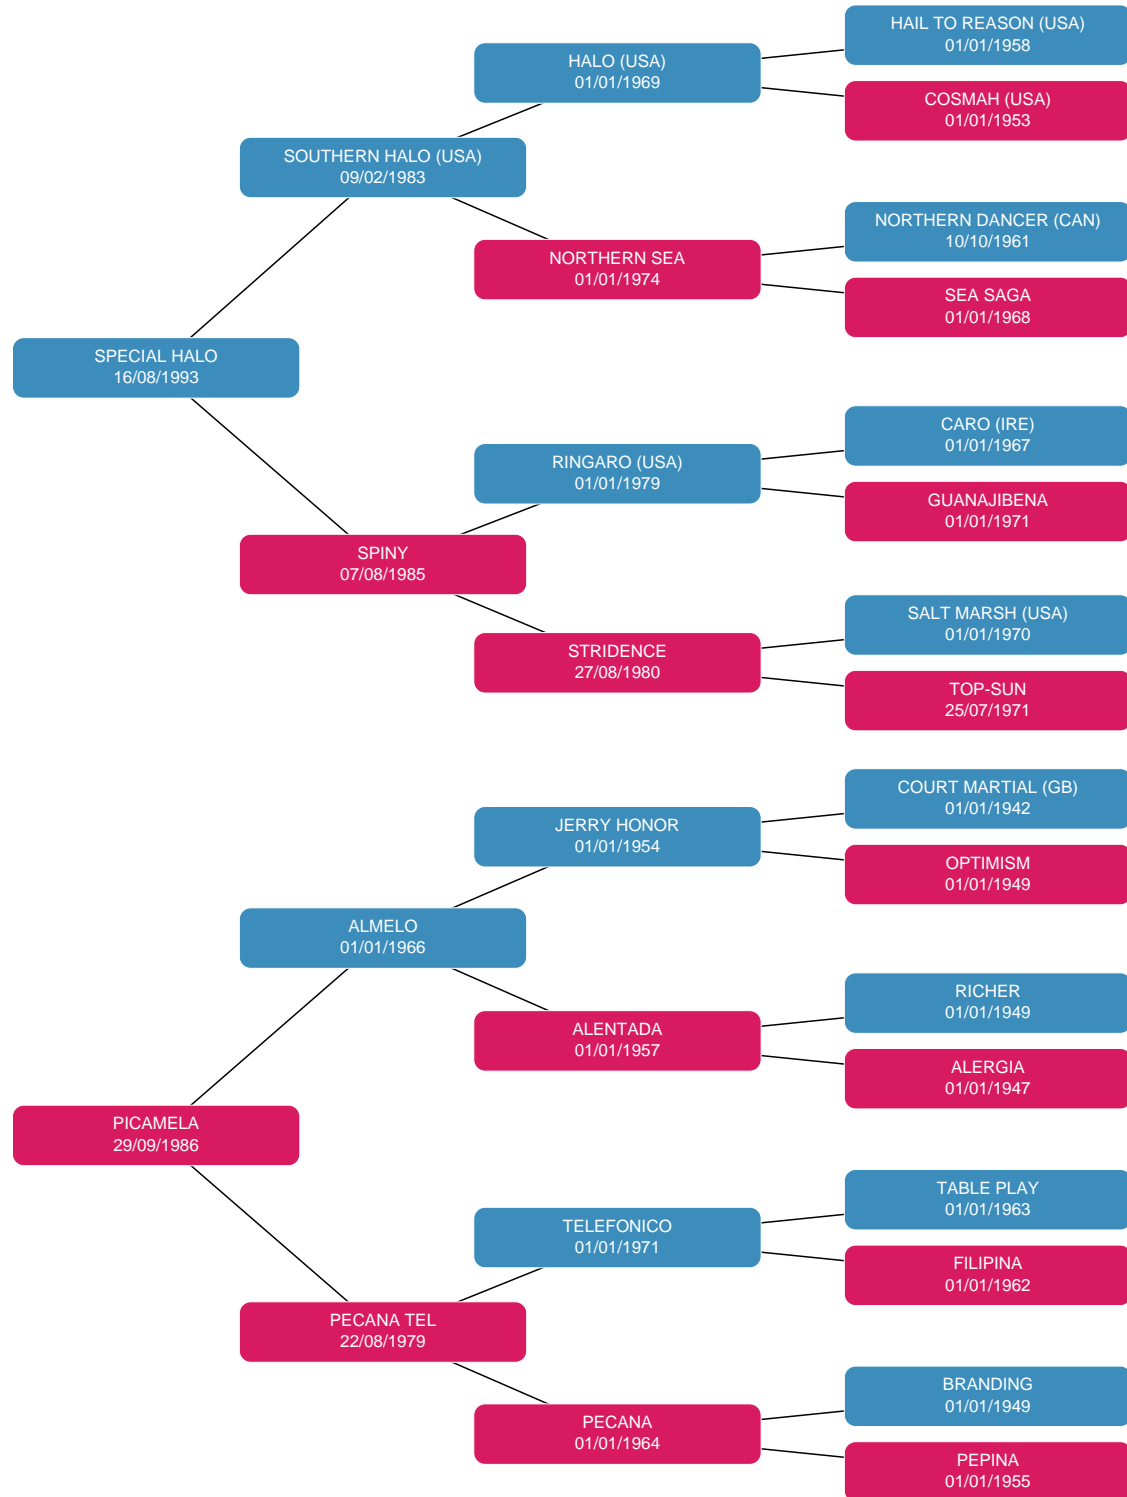 HAIL TO REASON (USA)
01/01/1958
HALO (USA)
01/01/1969
COSMAH (USA)
01/01/1953
SOUTHERN HALO (USA)
09/02/1983
NORTHERN DANCER (CAN)
10/10/1961
NORTHERN SEA
01/01/1974
SEA SAGA
01/01/1968
SPECIAL HALO
16/08/1993
CARO (IRE)
01/01/1967
RINGARO (USA)
01/01/1979
GUANAJIBENA
01/01/1971
SPINY
07/08/1985
SALT MARSH (USA)
01/01/1970
STRIDENCE
27/08/1980
TOP-SUN
25/07/1971
COURT MARTIAL (GB)
01/01/1942
JERRY HONOR
01/01/1954
OPTIMISM
01/01/1949
ALMELO
01/01/1966
RICHER
01/01/1949
ALENTADA
01/01/1957
ALERGIA
01/01/1947
PICAMELA
29/09/1986
TABLE PLAY
01/01/1963
TELEFONICO
01/01/1971
FILIPINA
01/01/1962
PECANA TEL
22/08/1979
BRANDING
01/01/1949
PECANA
01/01/1964
PEPINA
01/01/1955